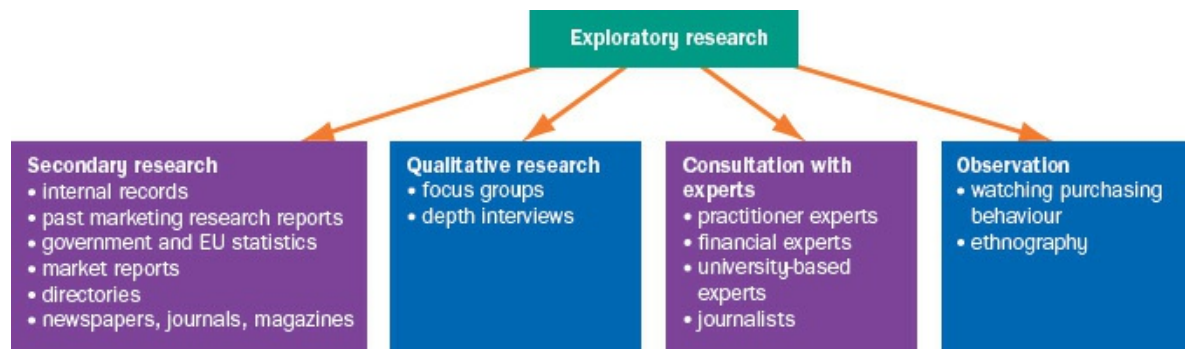 Exploratory research
Secondary research
• internal records
• past marketing research reports
• government and EU statistics
• market reports
• directories
• newspapers, journals, magazines
Qualitative research
• focus groups
• depth interviews
Consultation with
experts
• practitioner experts
• financial experts
• university-based
experts
• journalists
Observation
• watching purchasing
behaviour
• ethnography